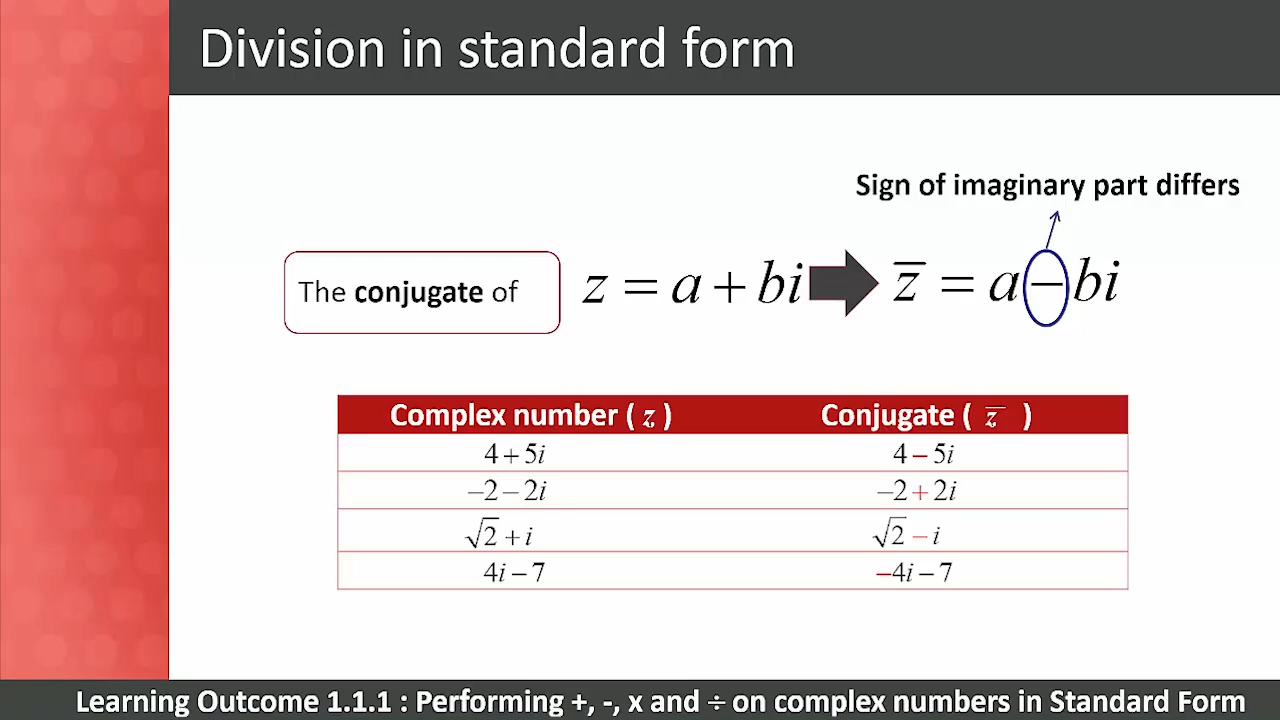 Division in standard form
Sign of imaginary part differs
The conjugate of z = a + bi z̅ = a − bi
Complex number ( z ) Conjugate ( z̅ )
4 + 5i 4 − 5i
−2 − 2i −2 + 2i
√2 + i √2 − i
4i − 7 −4i − 7
Learning Outcome 1.1.1 : Performing +, -, x and ÷ on complex numbers in Standard Form